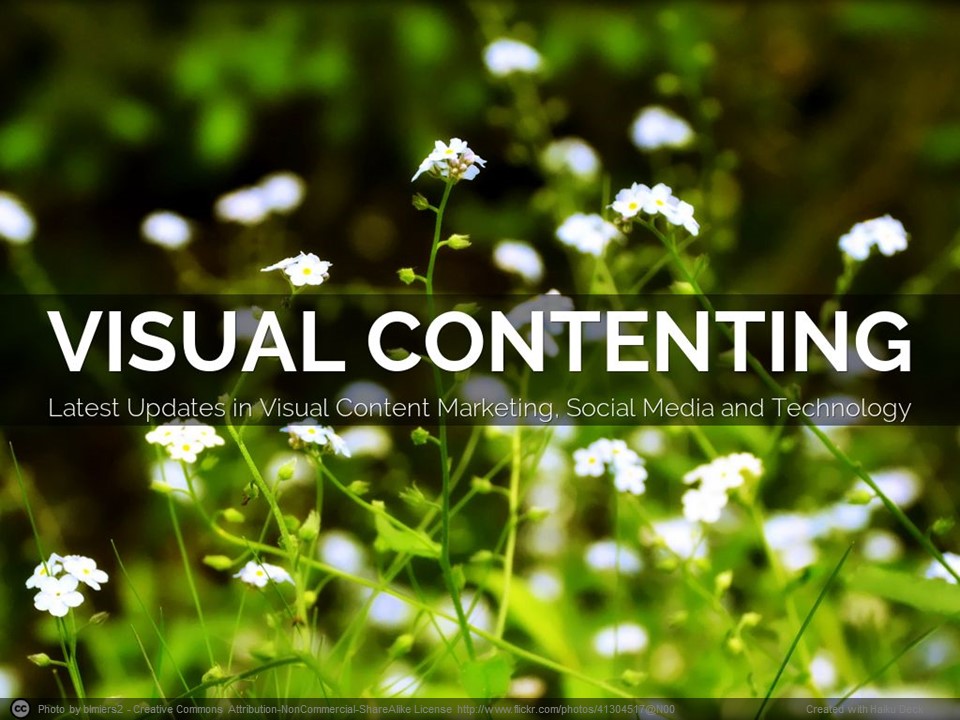 VISUAL CONTENTING
Latest Updates in Visual Content Marketing, Social Media and Technology
Photo by blmiers2 - Creative Commons Attribution-NonCommercial-ShareAlike License http://www.flickr.com/photos/41304517@N00 Created with Haiku Deck